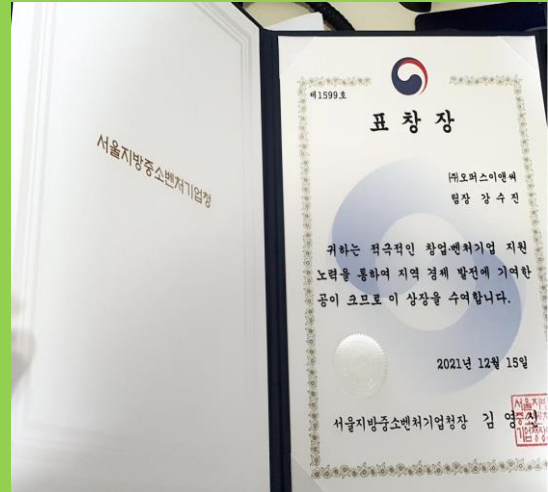 서울지방중소벤처기업청
제1599호
표 창 장
㈜오퍼스이앤씨
팀장 강 수 진
귀하는 적극적인 창업·벤처기업 지원
노력을 통하여 지역 경제 발전에 기여한
공이 크므로 이 상장을 수여합니다.
2021년 12월 15일
서울지방중소벤처기업청장 김 영 신